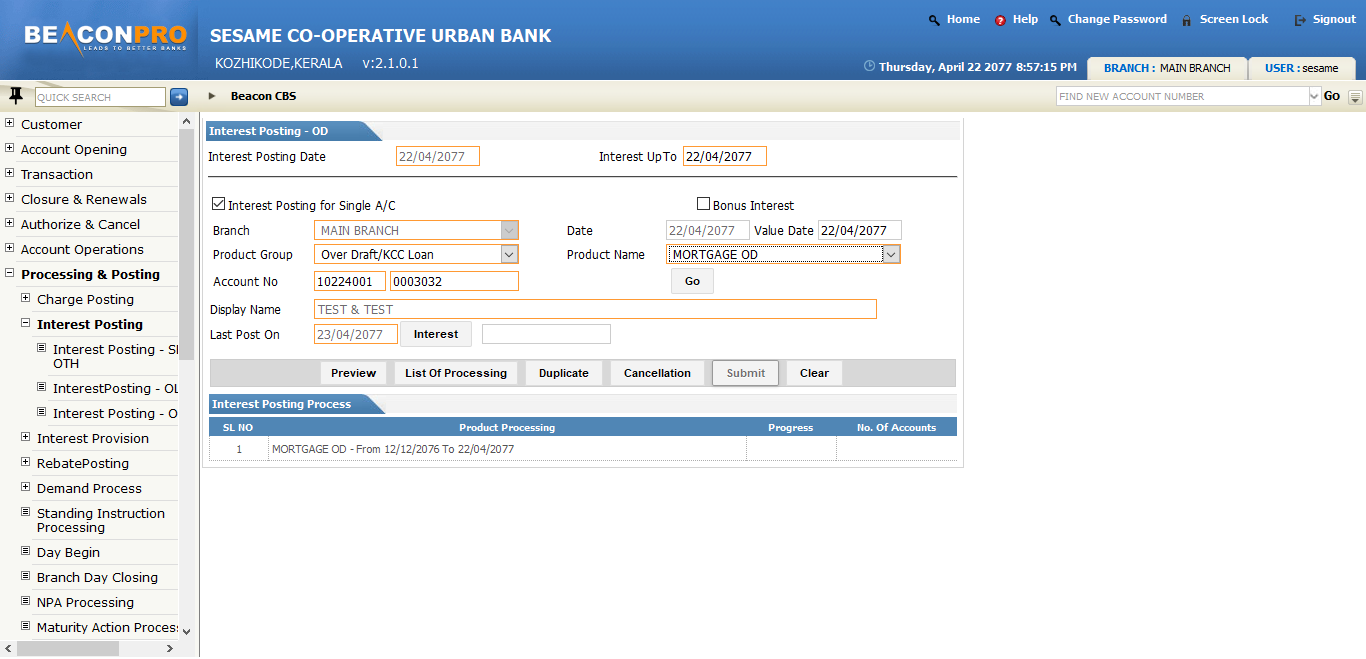 BEACONPRO
LEADS TO BETTER BANKS
SESAME CO-OPERATIVE URBAN BANK
KOZHIKODE,KERALA v:2.1.0.1
Home Help Change Password Screen Lock Signout
Thursday, April 22 2077 8:57:15 PM BRANCH : MAIN BRANCH USER : sesame
QUICK SEARCH Beacon CBS FIND NEW ACCOUNT NUMBER Go
Customer
Account Opening
Transaction
Closure & Renewals
Authorize & Cancel
Account Operations
Processing & Posting
Charge Posting
Interest Posting
Interest Posting - SI
OTH
InterestPosting - OL
Interest Posting - O
Interest Provision
RebatePosting
Demand Process
Standing Instruction
Processing
Day Begin
Branch Day Closing
NPA Processing
Maturity Action Proces
Interest Posting - OD
Interest Posting Date 22/04/2077 Interest UpTo 22/04/2077
Interest Posting for Single A/C Bonus Interest
Branch MAIN BRANCH Date 22/04/2077 Value Date 22/04/2077
Product Group Over Draft/KCC Loan Product Name MORTGAGE OD
Account No 10224001 0003032 Go
Display Name TEST & TEST
Last Post On 23/04/2077 Interest
Preview List Of Processing Duplicate Cancellation Submit Clear
Interest Posting Process
SL NO Product Processing Progress No. Of Accounts
1 MORTGAGE OD - From 12/12/2076 To 22/04/2077